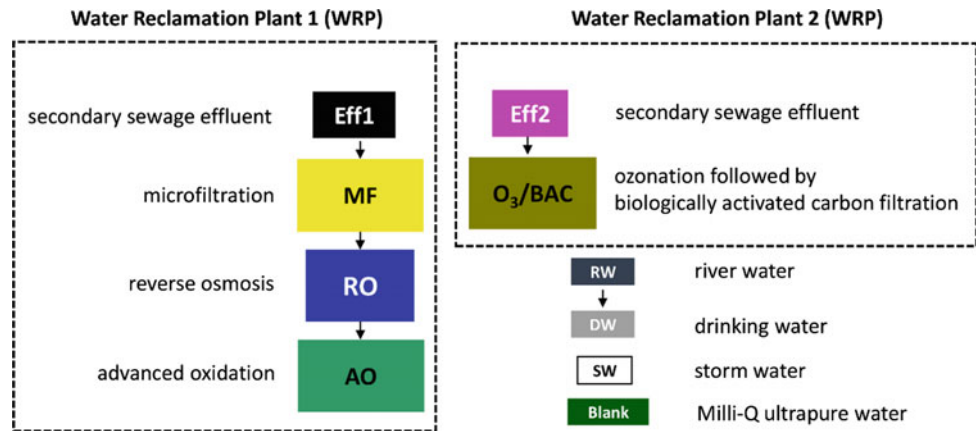 Water Reclamation Plant 1 (WRP)
secondary sewage effluent
Eff1
microfiltration
MF
reverse osmosis
RO
advanced oxidation
AO
Water Reclamation Plant 2 (WRP)
Eff2
secondary sewage effluent
O₃/BAC
ozonation followed by
biologically activated carbon filtration
RW
river water
DW
drinking water
SW
storm water
Blank
Milli-Q ultrapure water